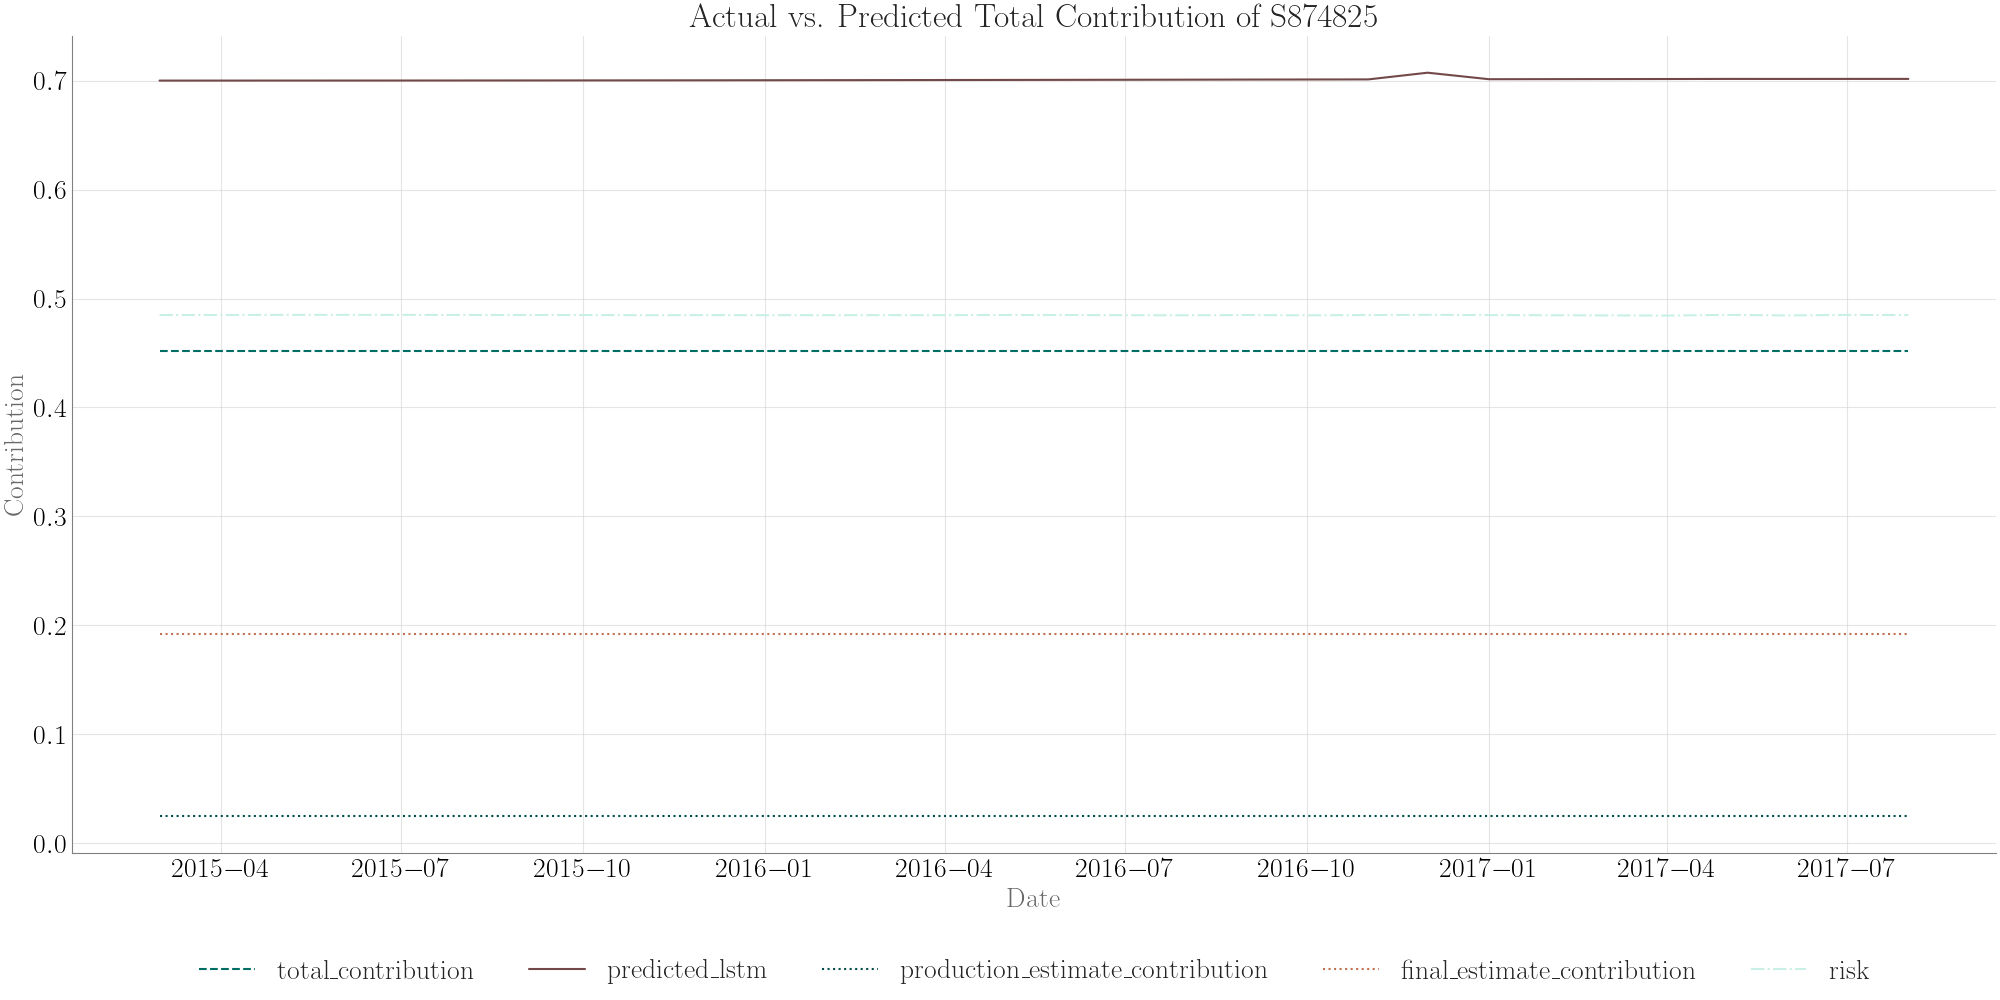 Actual vs. Predicted Total Contribution of S874825
0.7
0.6
0.5
0.4
0.3
0.2
0.1
0.0
Contribution
2015−04 2015−07 2015−10 2016−01 2016−04 2016−07 2016−10 2017−01 2017−04 2017−07
Date
total_contribution predicted_lstm production_estimate_contribution final_estimate_contribution risk